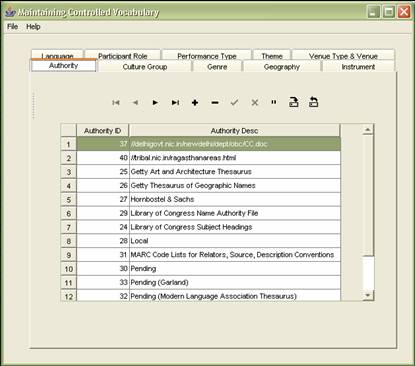 Maintaining Controlled Vocabulary
File Help
Language Participant Role Performance Type Theme Venue Type & Venue
Authority Culture Group Genre Geography Instrument
Authority ID Authority Desc
1 37 //delhigovt.nic.in/newdelhi/dept/obc/CC.doc
2 40 //tribal.nic.in/ragasthanareas.html
3 25 Getty Art and Architecture Thesaurus
4 26 Getty Thesaurus of Geographic Names
5 27 Hornbostel & Sachs
6 29 Library of Congress Name Authority File
7 24 Library of Congress Subject Headings
8 28 Local
9 31 MARC Code Lists for Relators, Source, Description Conventions
10 30 Pending
11 33 Pending (Garland)
12 32 Pending (Modern Language Association Thesaurus)